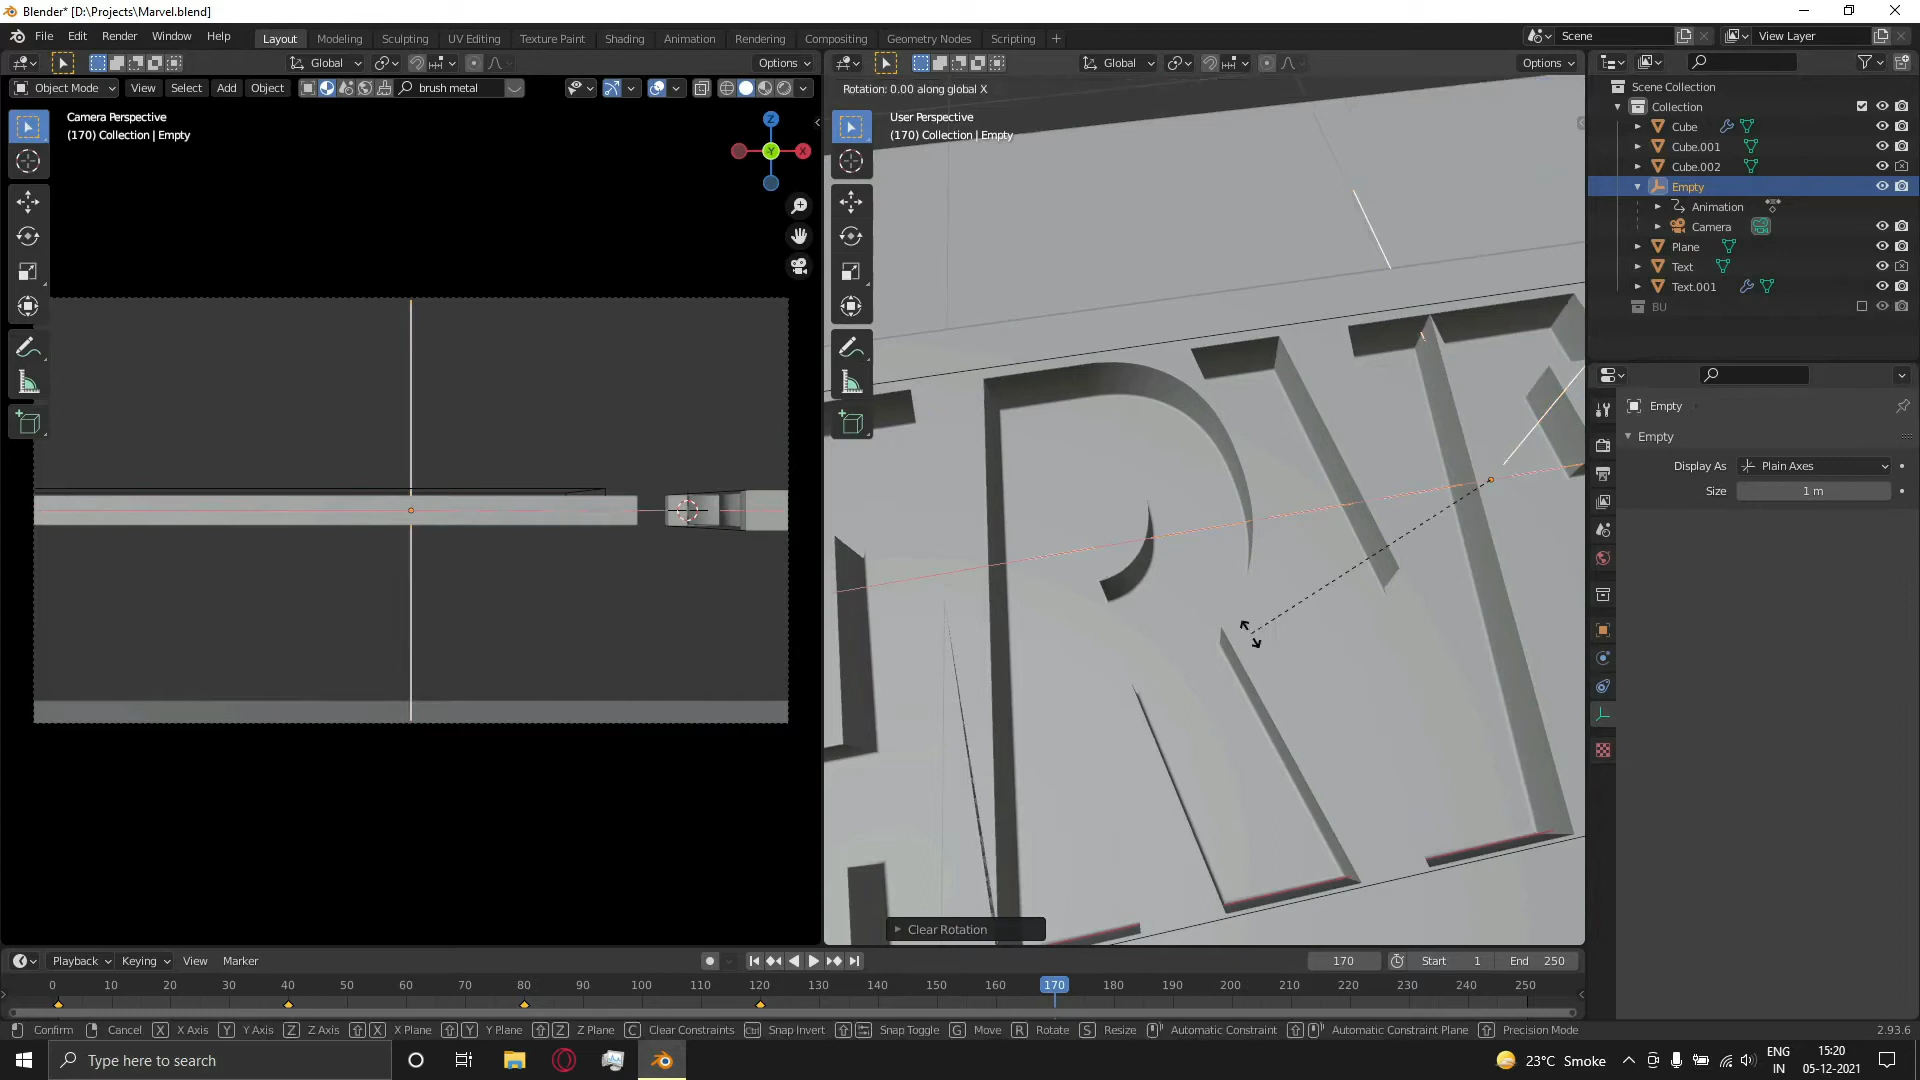 Blender* [D:\Projects\Marvel.blend]
File Edit Render Window Help
Layout Modeling Sculpting UV Editing Texture Paint Shading Animation Rendering Compositing Geometry Nodes Scripting +
Scene View Layer
Global Options
Global Options
Object Mode View Select Add Object brush metal
Rotation: 0.00 along global X
Camera Perspective
(170) Collection | Empty
Z
Y
X
User Perspective
(170) Collection | Empty
Scene Collection
Collection
Cube
Cube.001
Cube.002
Empty
Animation
Camera
Plane
Text
Text.001
BU
Empty
Empty
Display As Plain Axes
Size 1 m
Clear Rotation
Playback Keying View Marker
170 Start 1 End 250
0 10 20 30 40 50 60 70 80 90 100 110 120 130 140 150 160 170 180 190 200 210 220 230 240 250
Confirm Cancel X X Axis Y Y Axis Z Z Axis X X Plane Y Y Plane Z Z Plane C Clear Constraints Ctrl Snap Invert Snap Toggle G Move R Rotate S Resize Automatic Constraint Automatic Constraint Plane Precision Mode 2.93.6
Type here to search
23°C Smoke
ENG
IN
15:20
05-12-2021